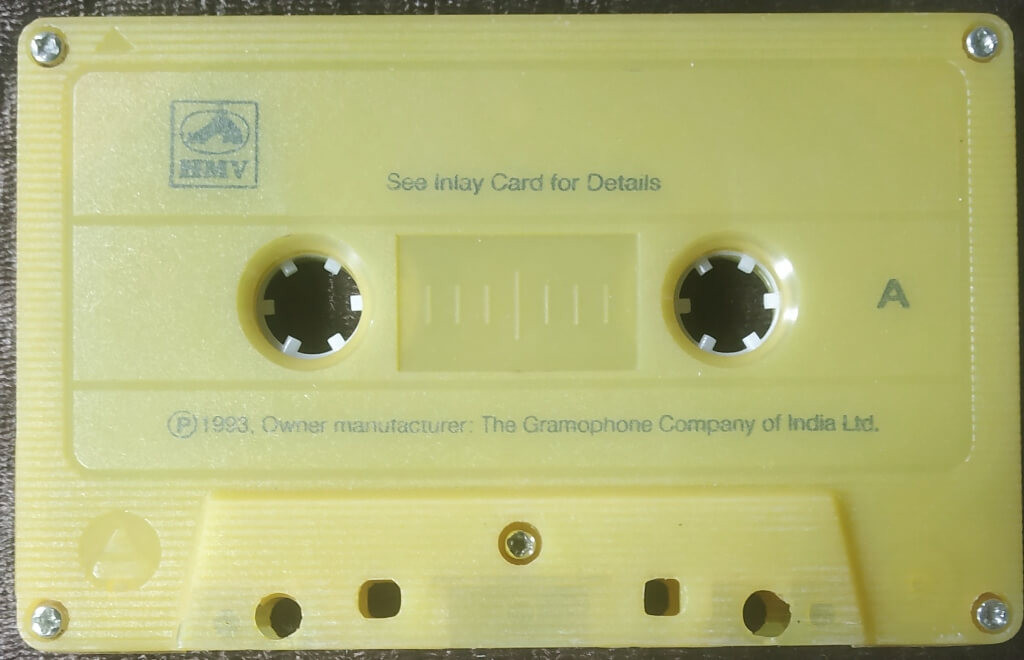 HMV
See Inlay Card for Details
A
Ⓟ 1993, Owner manufacturer: The Gramophone Company of India Ltd.